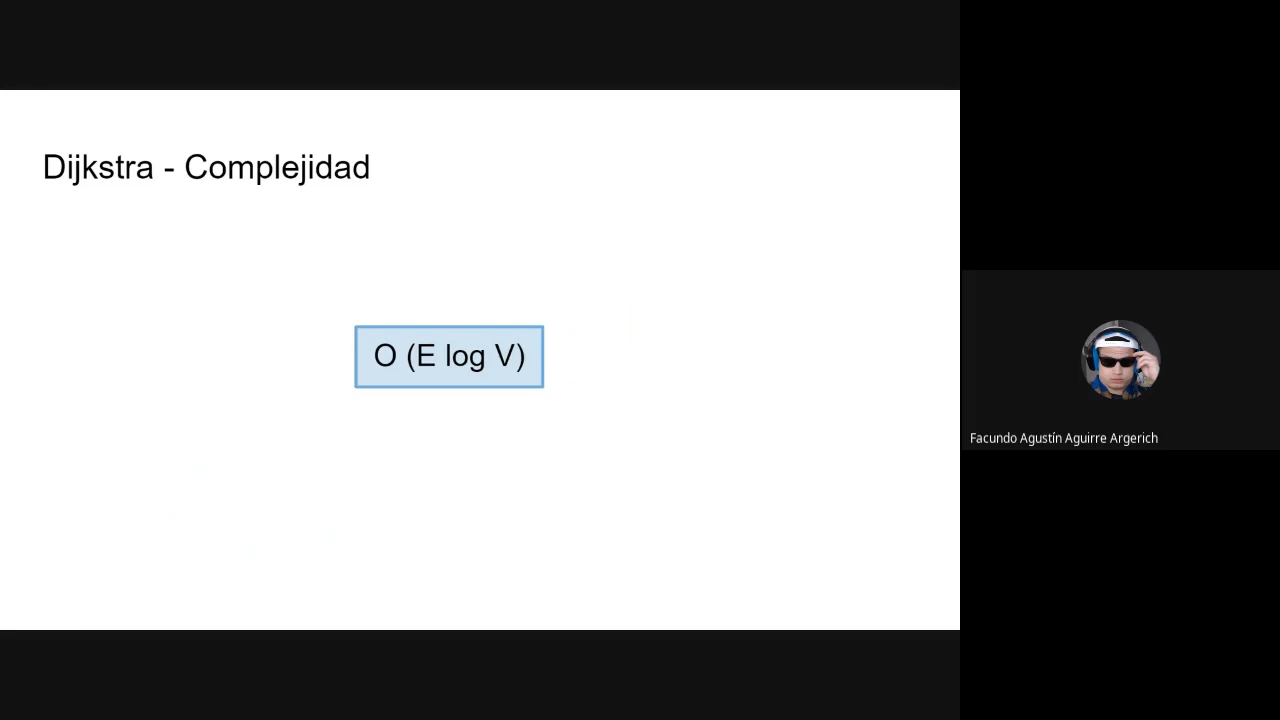 Dijkstra - Complejidad
O (E log V)
Facundo Agustín Aguirre Argerich